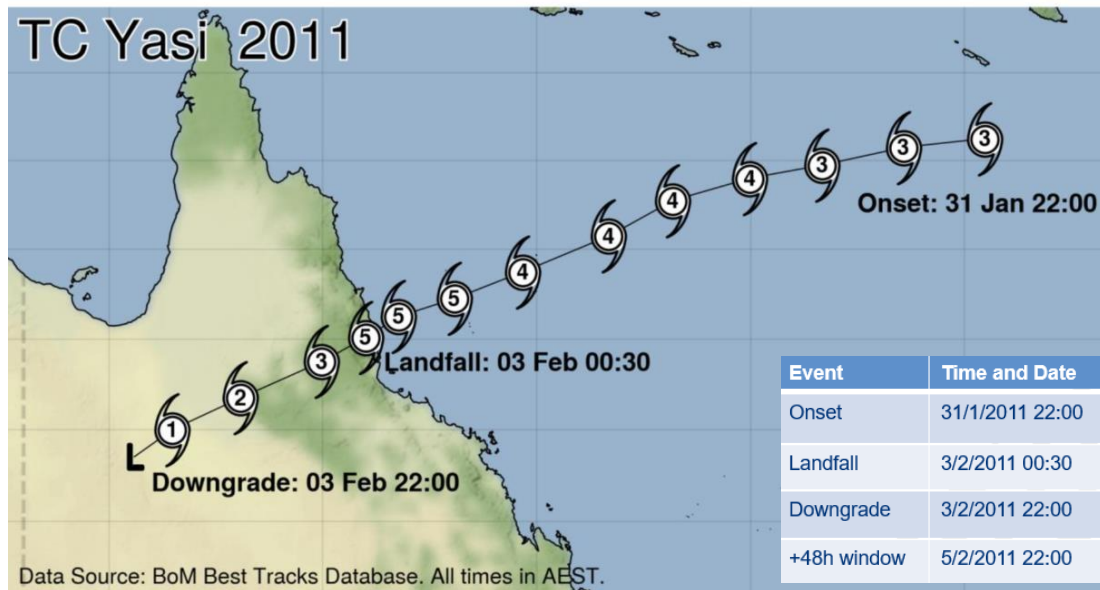 TC Yasi 2011
3
3
3
4
4
4
4
5
5
5
3
2
1
L
Onset: 31 Jan 22:00
Landfall: 03 Feb 00:30
Downgrade: 03 Feb 22:00
Event Time and Date
Onset 31/1/2011 22:00
Landfall 3/2/2011 00:30
Downgrade 3/2/2011 22:00
+48h window 5/2/2011 22:00
Data Source: BoM Best Tracks Database. All times in AEST.